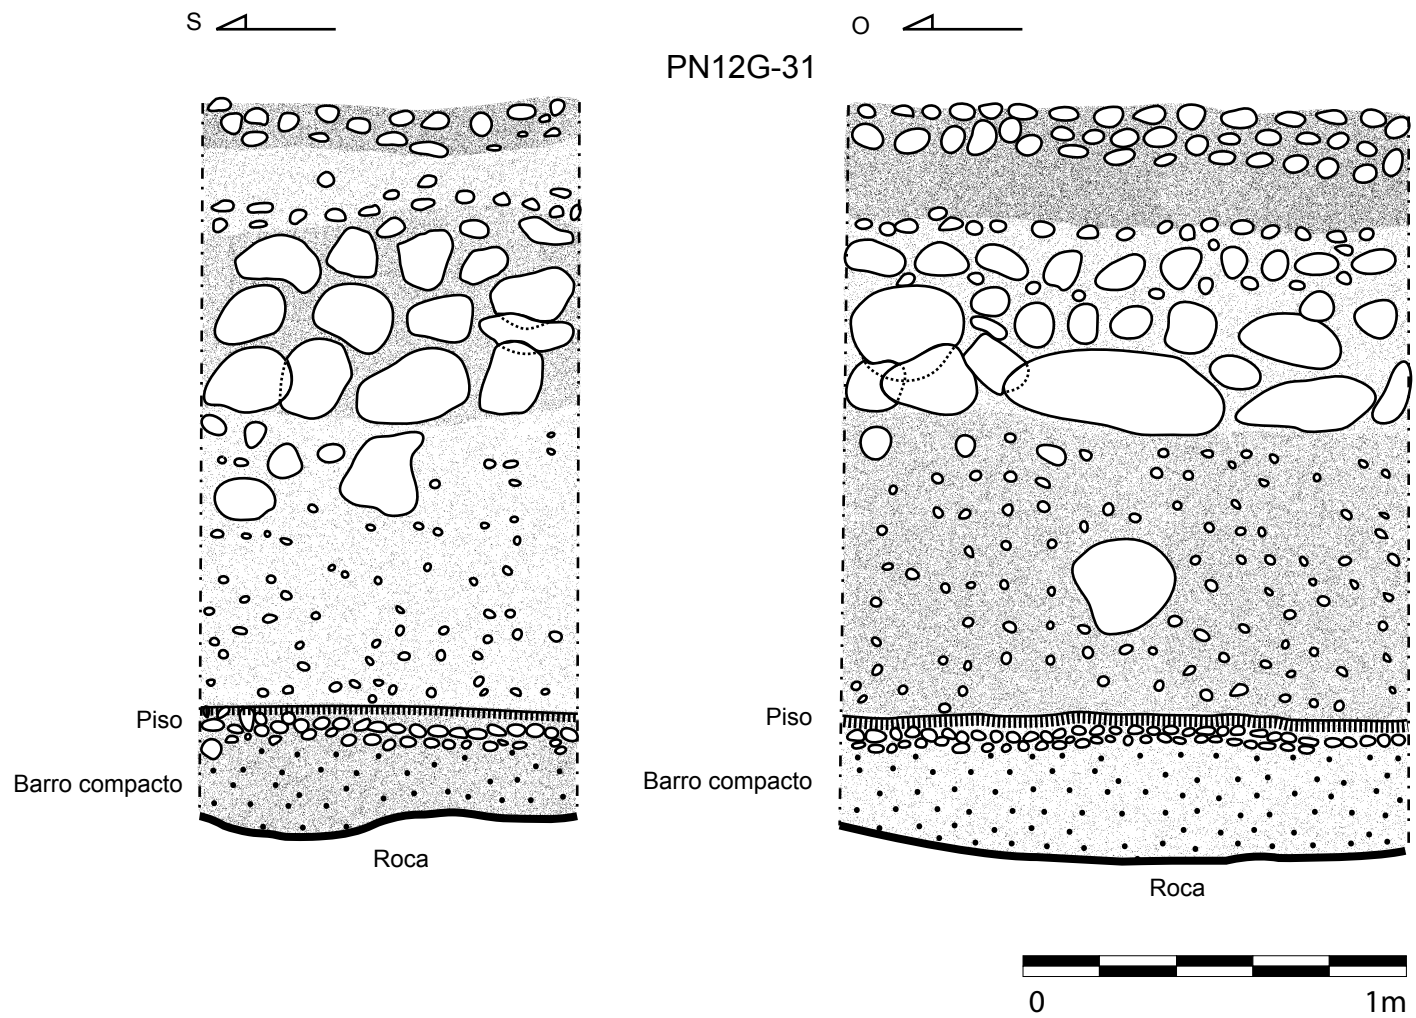 S
O
PN12G-31
Piso
Barro compacto
Roca
Piso
Barro compacto
Roca
0 1m